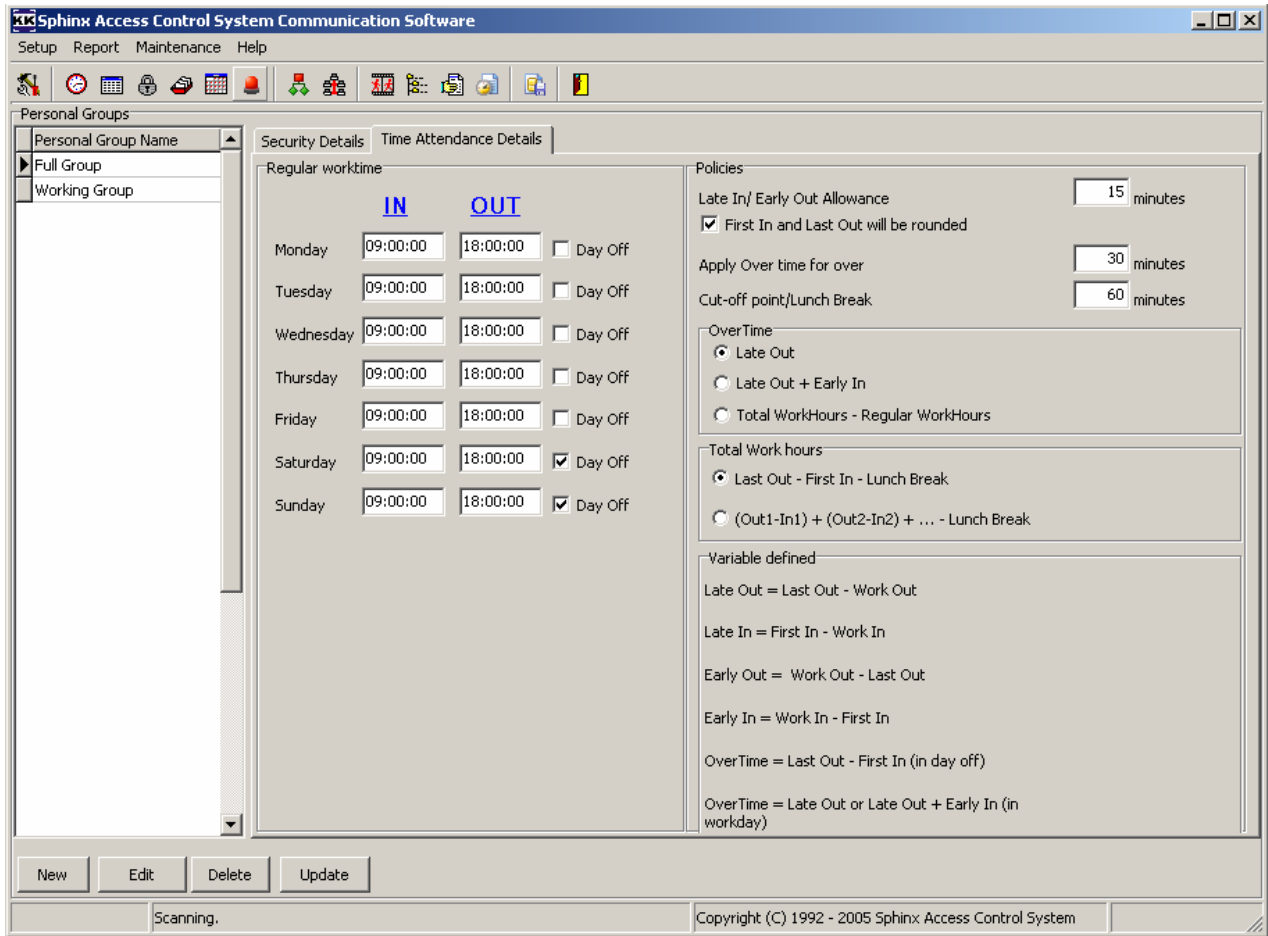 KK Sphinx Access Control System Communication Software
Setup Report Maintenance Help
Personal Groups
Personal Group Name
Full Group
Working Group
Security Details Time Attendance Details
Regular worktime
IN OUT
Monday 09:00:00 18:00:00 Day Off
Tuesday 09:00:00 18:00:00 Day Off
Wednesday 09:00:00 18:00:00 Day Off
Thursday 09:00:00 18:00:00 Day Off
Friday 09:00:00 18:00:00 Day Off
Saturday 09:00:00 18:00:00 Day Off
Sunday 09:00:00 18:00:00 Day Off
Policies
Late In/ Early Out Allowance 15 minutes
First In and Last Out will be rounded
Apply Over time for over 30 minutes
Cut-off point/Lunch Break 60 minutes
OverTime
Late Out
Late Out + Early In
Total WorkHours - Regular WorkHours
Total Work hours
Last Out - First In - Lunch Break
(Out1-In1) + (Out2-In2) + ... - Lunch Break
Variable defined
Late Out = Last Out - Work Out
Late In = First In - Work In
Early Out =  Work Out - Last Out
Early In = Work In - First In
OverTime = Last Out - First In (in day off)
OverTime = Late Out or Late Out + Early In (in
workday)
New Edit Delete Update
Scanning. Copyright (C) 1992 - 2005 Sphinx Access Control System